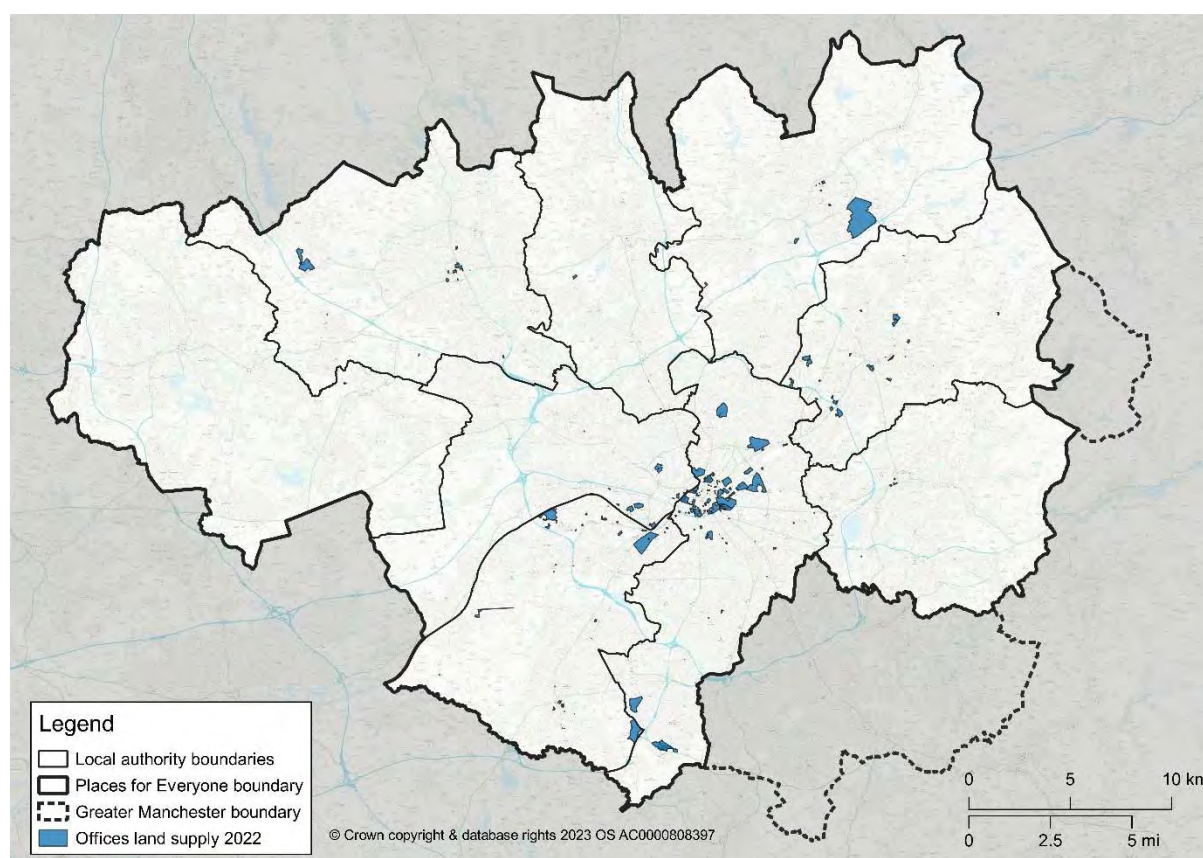 Legend
Local authority boundaries
Places for Everyone boundary
Greater Manchester boundary
Offices land supply 2022
© Crown copyright & database rights 2023 OS AC0000808397
0 5 10 km
0 2.5 5 mi